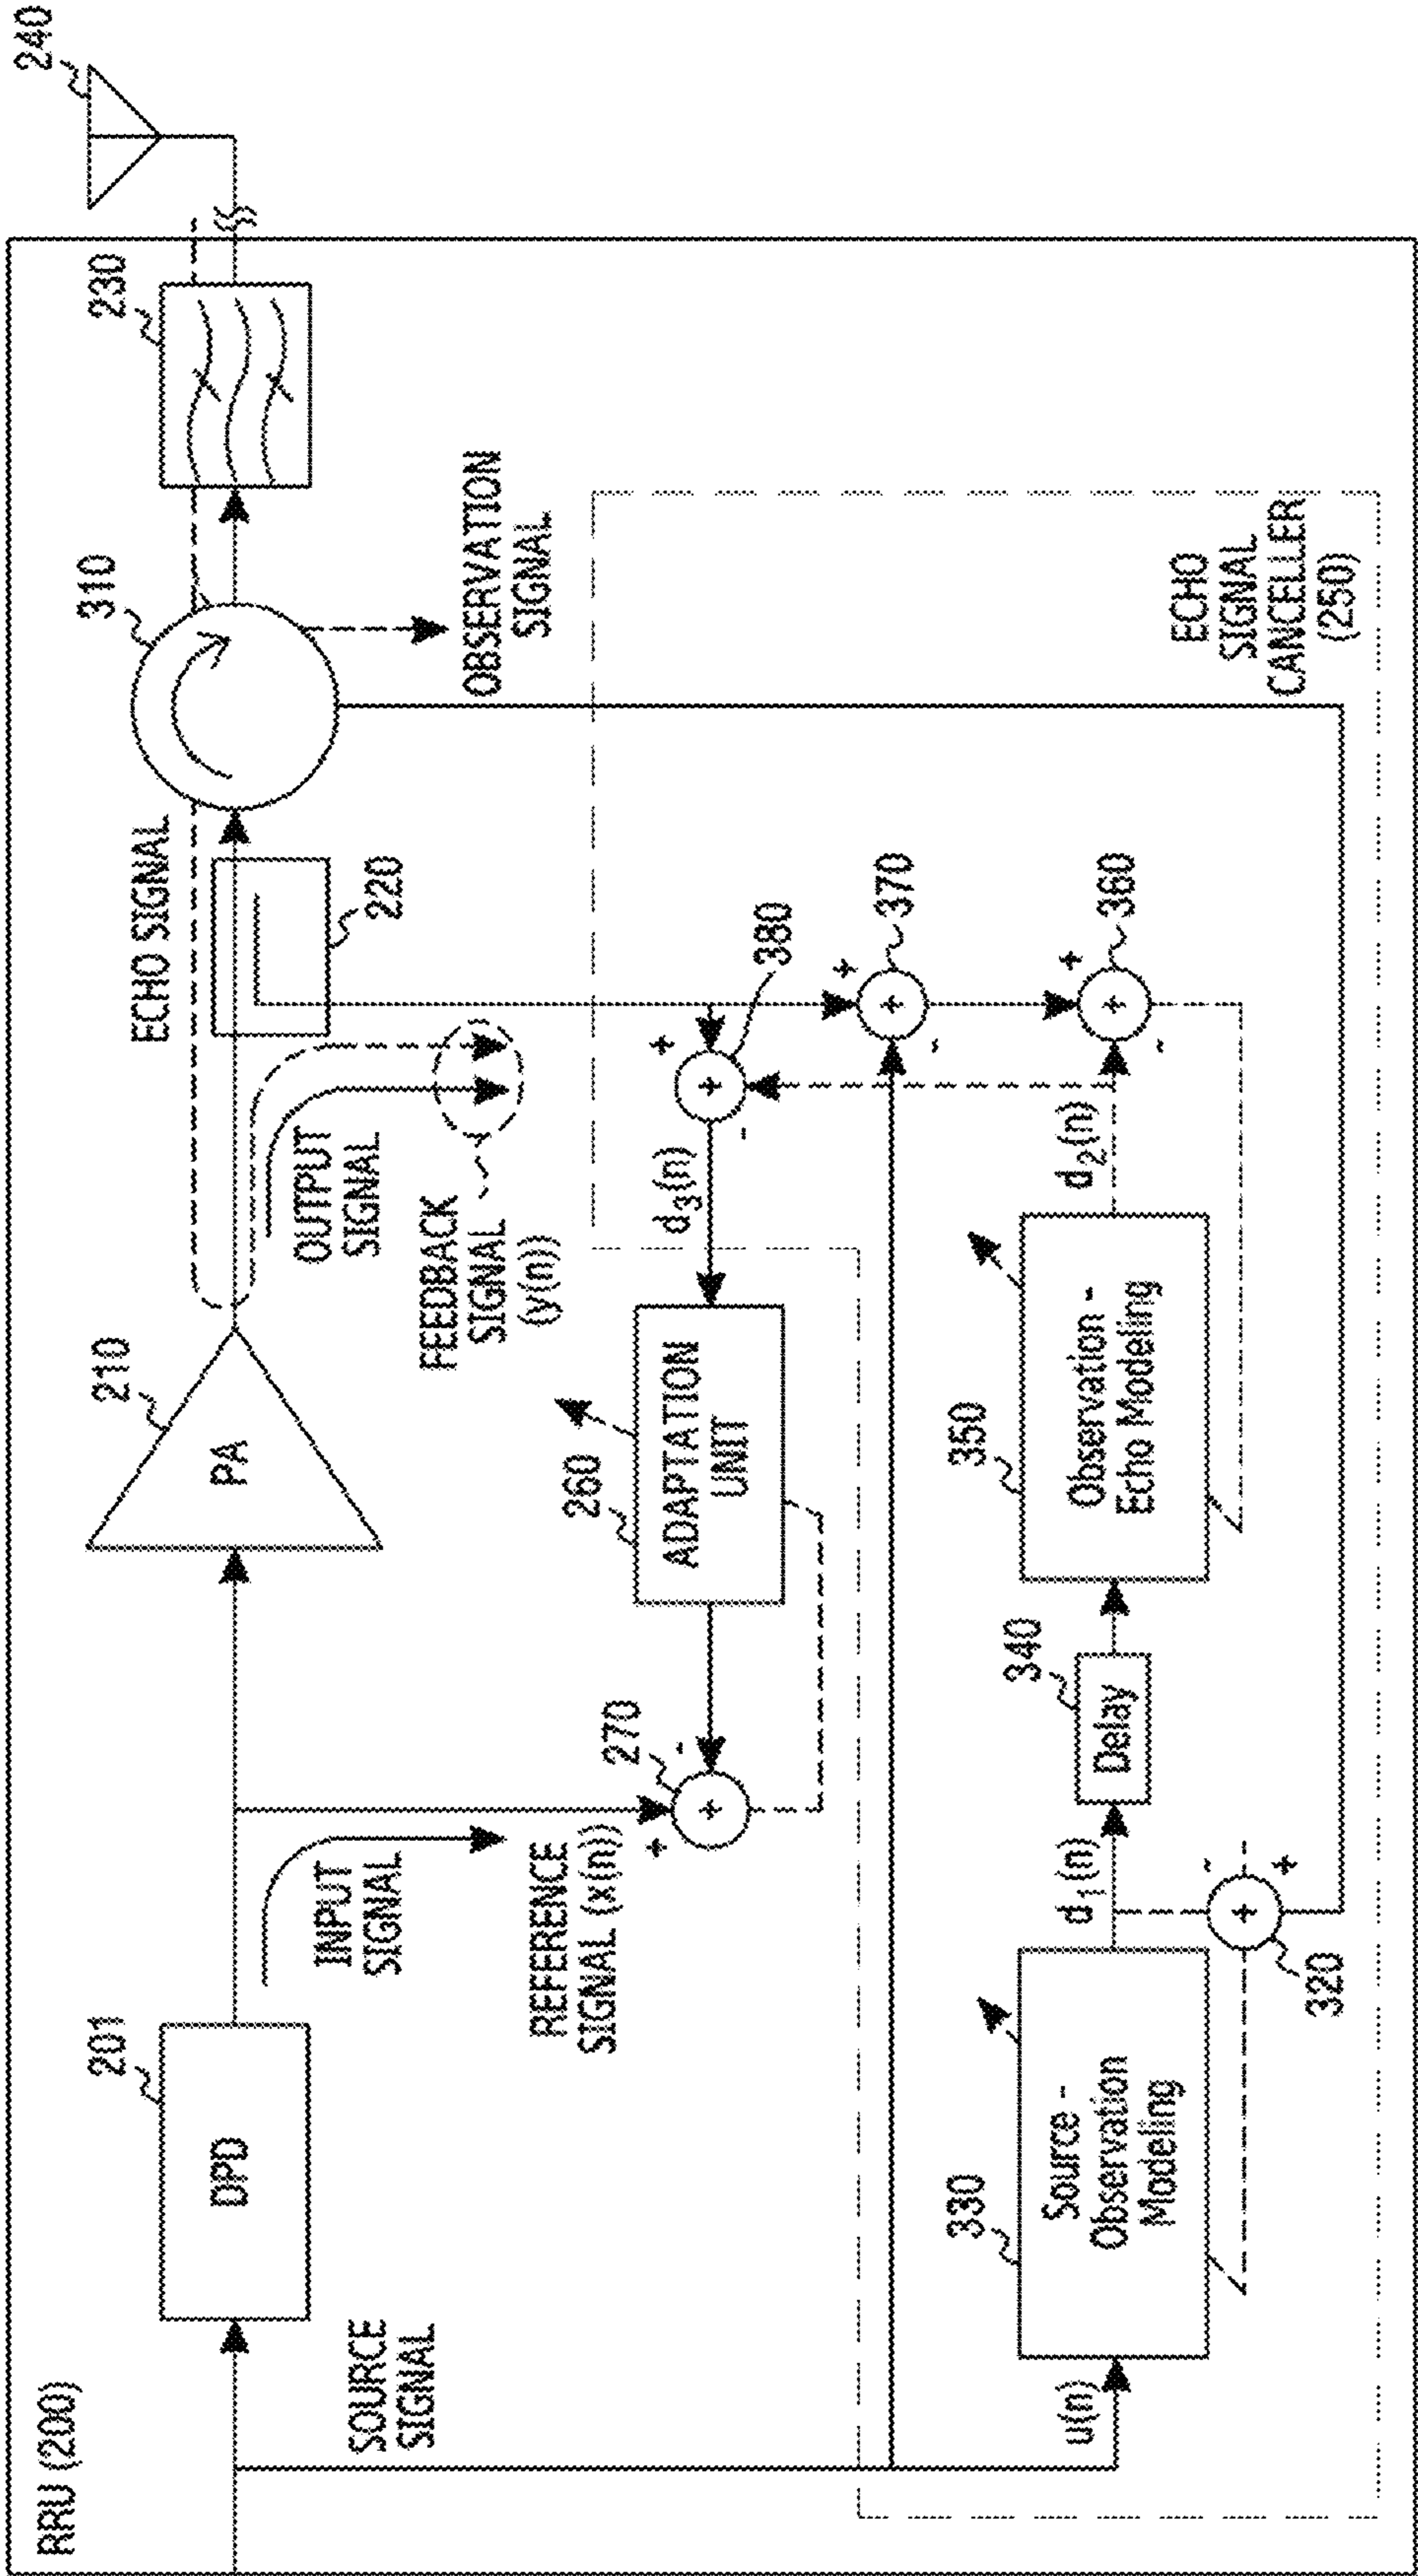 RRU (200)
SOURCE
SIGNAL
201
DPD
INPUT
SIGNAL
REFERENCE
SIGNAL (x(n))
210
PA
OUTPUT
SIGNAL
FEEDBACK
SIGNAL
(y(n))
ECHO SIGNAL
220
310
OBSERVATION
SIGNAL
230
240
270
+
-
+
260
ADAPTATION
UNIT
d3(n)
380
+
-
+
370
+
-
+
360
+
-
+
u(n)
330
Source -
Observation
Modeling
d1(n)
320
-
+
+
340
Delay
350
Observation -
Echo Modeling
d2(n)
ECHO
SIGNAL
CANCELLER
(250)